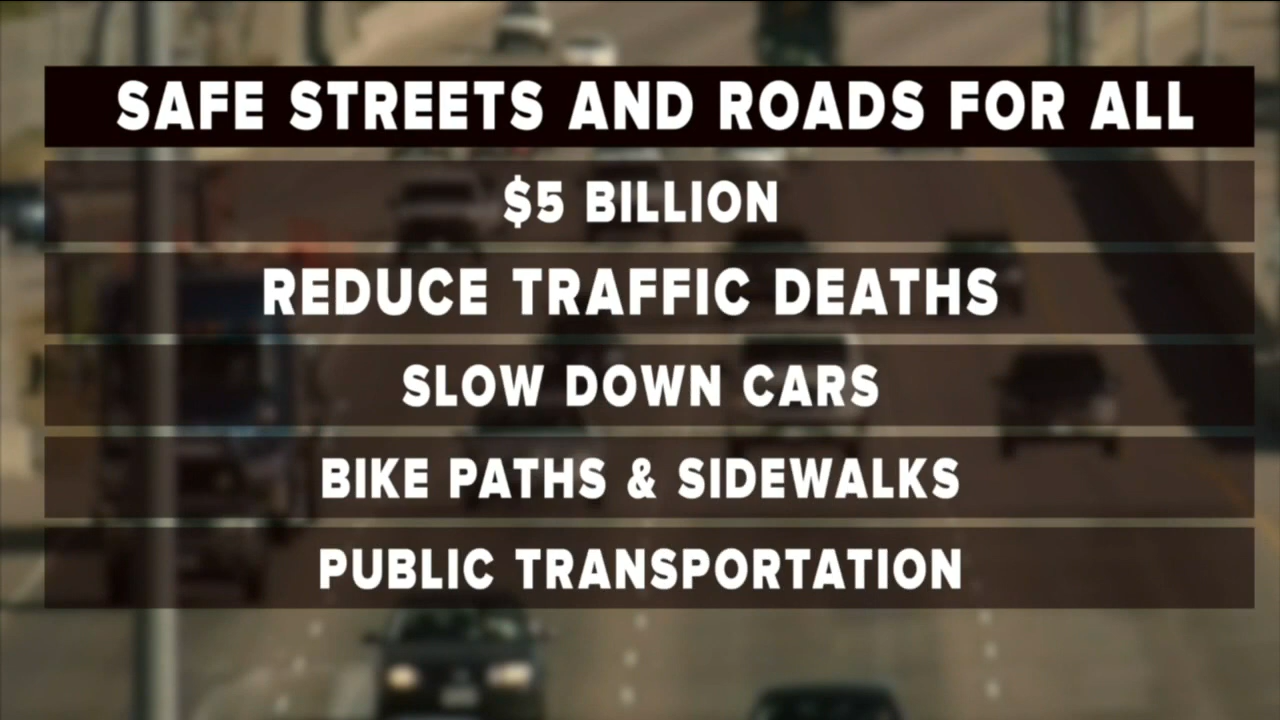 SAFE STREETS AND ROADS FOR ALL
$5 BILLION
REDUCE TRAFFIC DEATHS
SLOW DOWN CARS
BIKE PATHS & SIDEWALKS
PUBLIC TRANSPORTATION